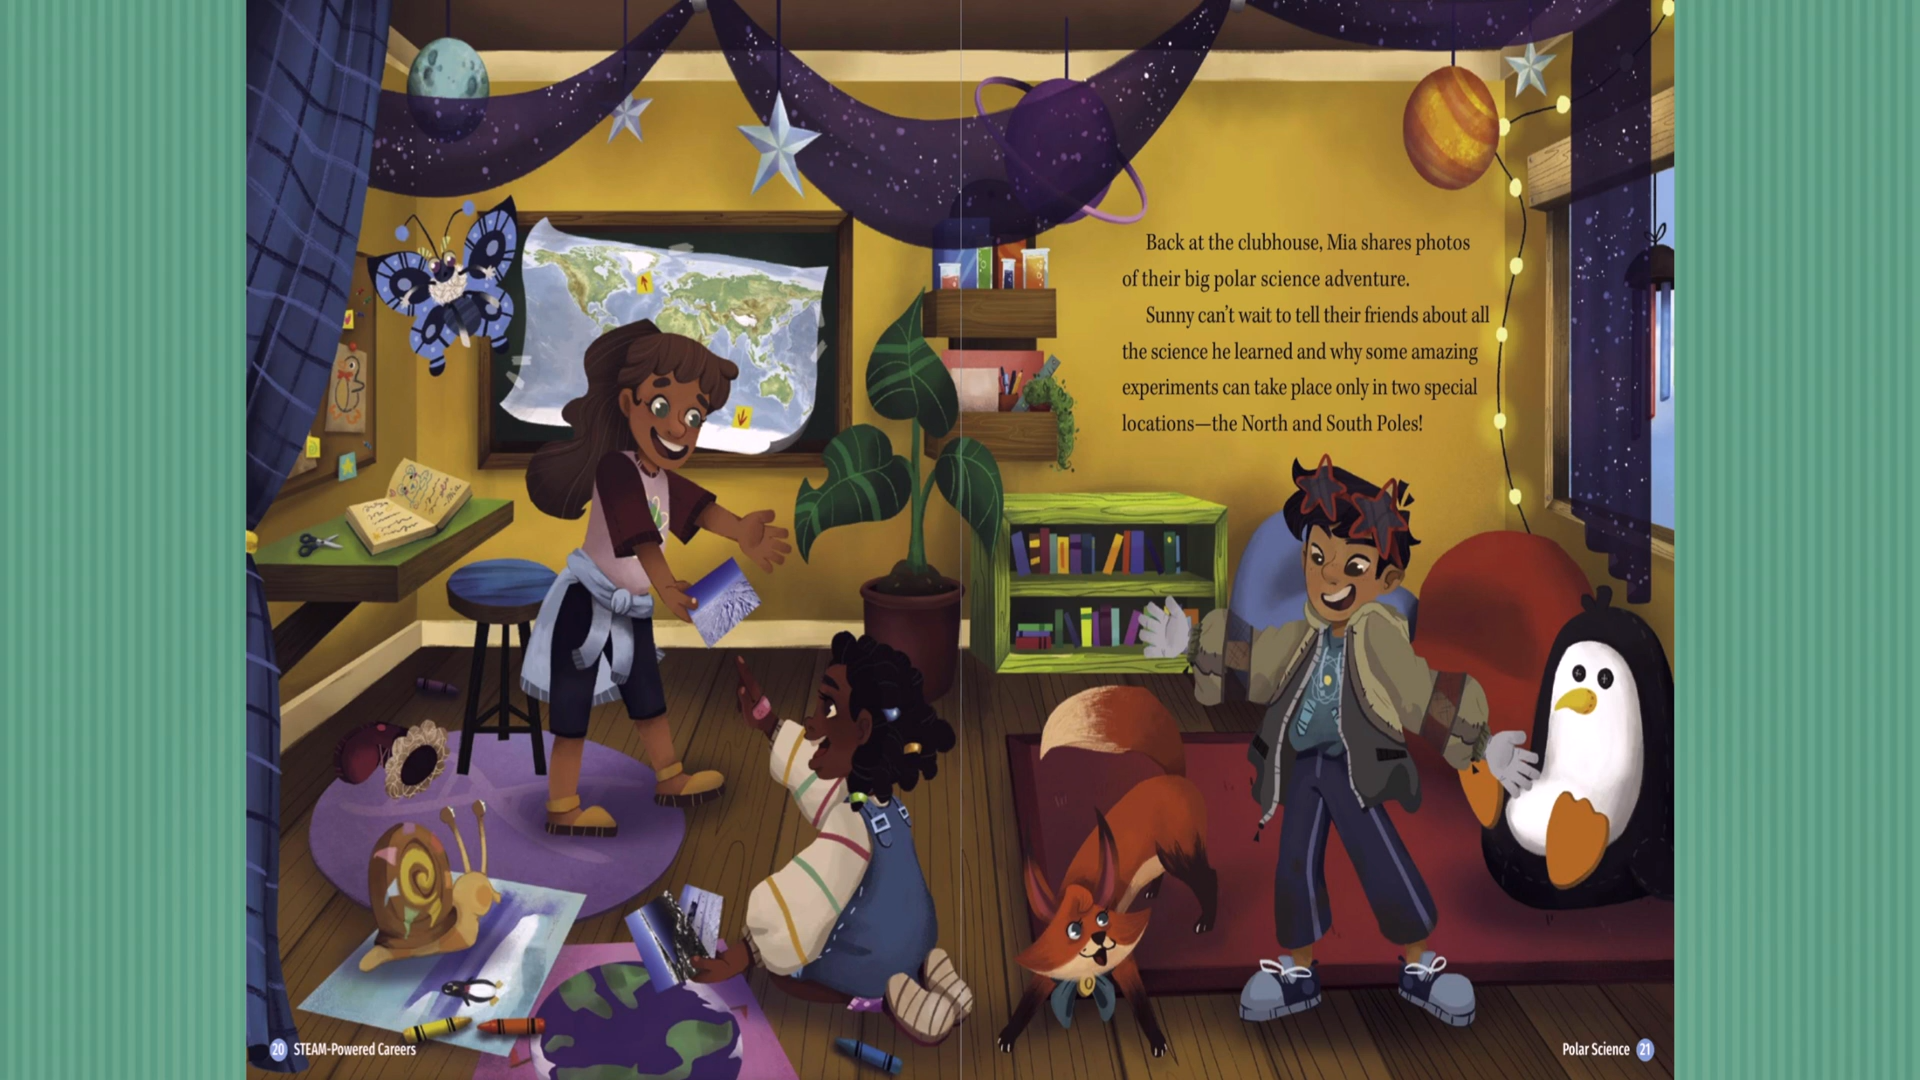 Back at the clubhouse, Mia shares photos
of their big polar science adventure.
Sunny can’t wait to tell their friends about all
the science he learned and why some amazing
experiments can take place only in two special
locations—the North and South Poles!
20 STEAM-Powered Careers
Polar Science 21